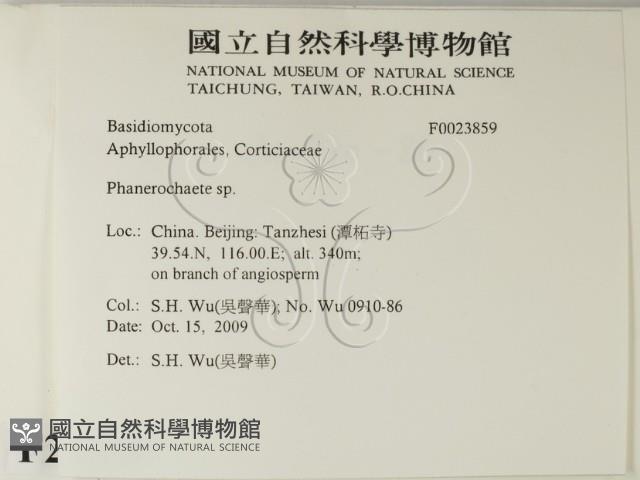 國立自然科學博物館
NATIONAL MUSEUM OF NATURAL SCIENCE
TAICHUNG, TAIWAN, R.O.CHINA
Basidiomycota F0023859
Aphyllophorales, Corticiaceae
Phanerochaete sp.
Loc.: China. Beijing: Tanzhesi (潭柘寺)
39.54.N, 116.00.E; alt. 340m;
on branch of angiosperm
Col.: S.H. Wu(吳聲華); No. Wu 0910-86
Date: Oct. 15, 2009
Det.: S.H. Wu(吳聲華)
國立自然科學博物館
NATIONAL MUSEUM OF NATURAL SCIENCE